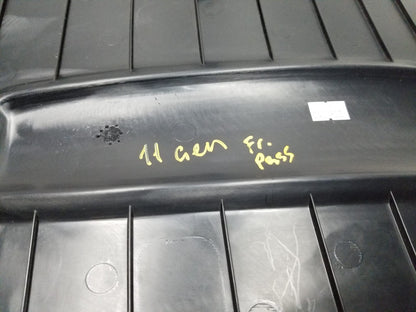 11 Gen Fr.
Pass